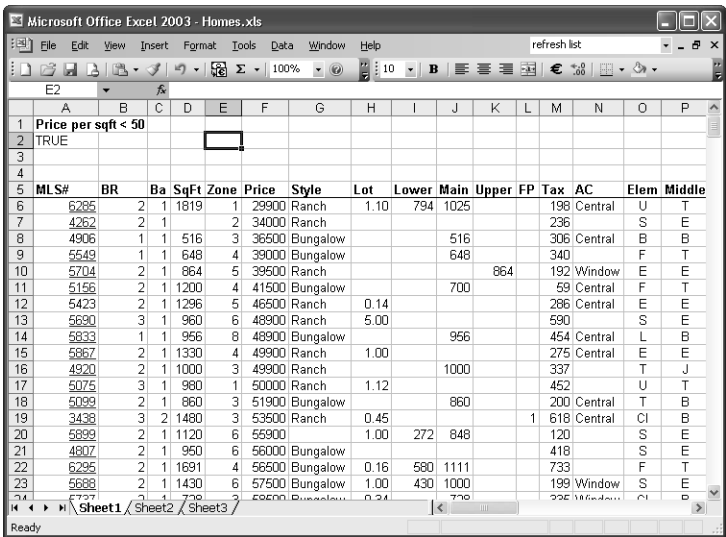 Microsoft Office Excel 2003 - Homes.xls
File Edit View Insert Format Tools Data Window Help refresh list
100% 10 B
E2 fx
A B C D E F G H I J K L M N O P
1 Price per sqft < 50
2 TRUE
3
4
5 MLS# BR Ba SqFt Zone Price Style Lot Lower Main Upper FP Tax AC Elem Middle
6 6285 2 1 1819 1 29900 Ranch 1.10 794 1025 198 Central U T
7 4262 2 1 2 34000 Ranch 236 S E
8 4906 1 1 516 3 36500 Bungalow 516 306 Central B B
9 5549 1 1 648 4 39000 Bungalow 648 340 F T
10 5704 2 1 864 5 39500 Ranch 864 192 Window E E
11 5156 2 1 1200 4 41500 Bungalow 700 59 Central F T
12 5423 2 1 1296 5 46500 Ranch 0.14 286 Central E E
13 5690 3 1 960 6 48900 Ranch 5.00 590 S E
14 5833 1 1 956 8 48900 Bungalow 956 454 Central L B
15 5867 2 1 1330 4 49900 Ranch 1.00 275 Central E E
16 4920 2 1 1000 3 49900 Ranch 1000 337 T J
17 5075 3 1 980 1 50000 Ranch 1.12 452 U T
18 5099 2 1 860 3 51900 Bungalow 860 200 Central T B
19 3438 3 2 1480 3 53500 Ranch 0.45 1 618 Central Cl B
20 5899 2 1 1120 6 55900 1.00 272 848 120 S E
21 4807 2 1 950 6 56000 Bungalow 418 S E
22 6295 2 1 1691 4 56500 Bungalow 0.16 580 1111 733 F T
23 5688 2 1 1430 6 57500 Bungalow 1.00 430 1000 199 Window S E
Sheet1 Sheet2 Sheet3
Ready